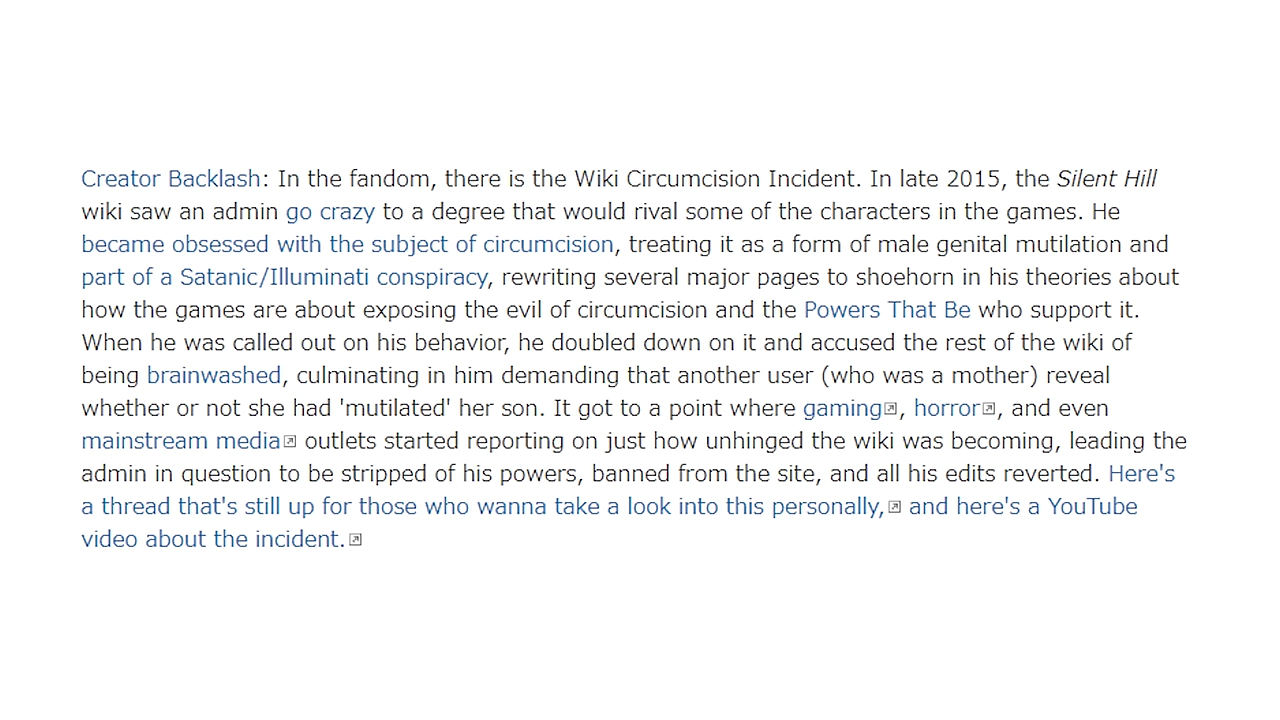 Creator Backlash: In the fandom, there is the Wiki Circumcision Incident. In late 2015, the Silent Hill
wiki saw an admin go crazy to a degree that would rival some of the characters in the games. He
became obsessed with the subject of circumcision, treating it as a form of male genital mutilation and
part of a Satanic/Illuminati conspiracy, rewriting several major pages to shoehorn in his theories about
how the games are about exposing the evil of circumcision and the Powers That Be who support it.
When he was called out on his behavior, he doubled down on it and accused the rest of the wiki of
being brainwashed, culminating in him demanding that another user (who was a mother) reveal
whether or not she had 'mutilated' her son. It got to a point where gaming, horror, and even
mainstream media outlets started reporting on just how unhinged the wiki was becoming, leading the
admin in question to be stripped of his powers, banned from the site, and all his edits reverted. Here's
a thread that's still up for those who wanna take a look into this personally, and here's a YouTube
video about the incident.